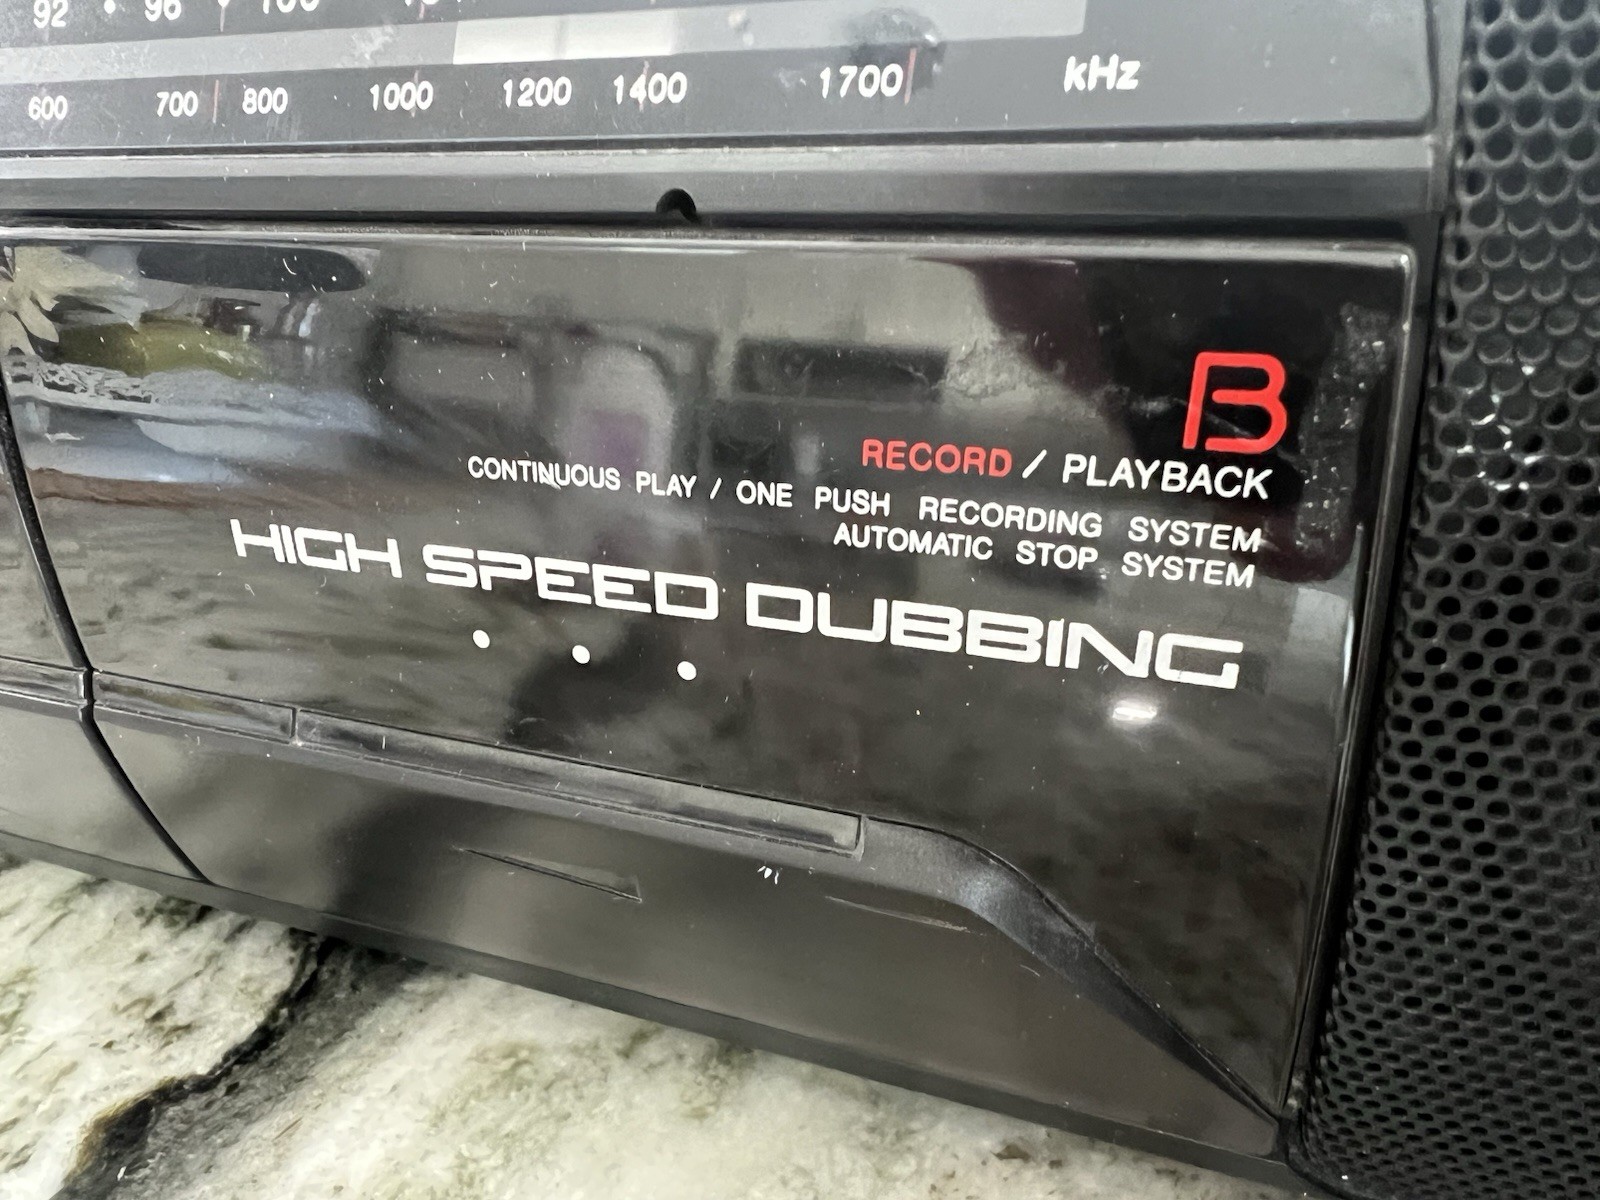 92 96 100
600 700 800 1000 1200 1400 1700 kHz
B
RECORD / PLAYBACK
CONTINUOUS PLAY / ONE PUSH RECORDING SYSTEM
AUTOMATIC STOP SYSTEM
HIGH SPEED DUBBING